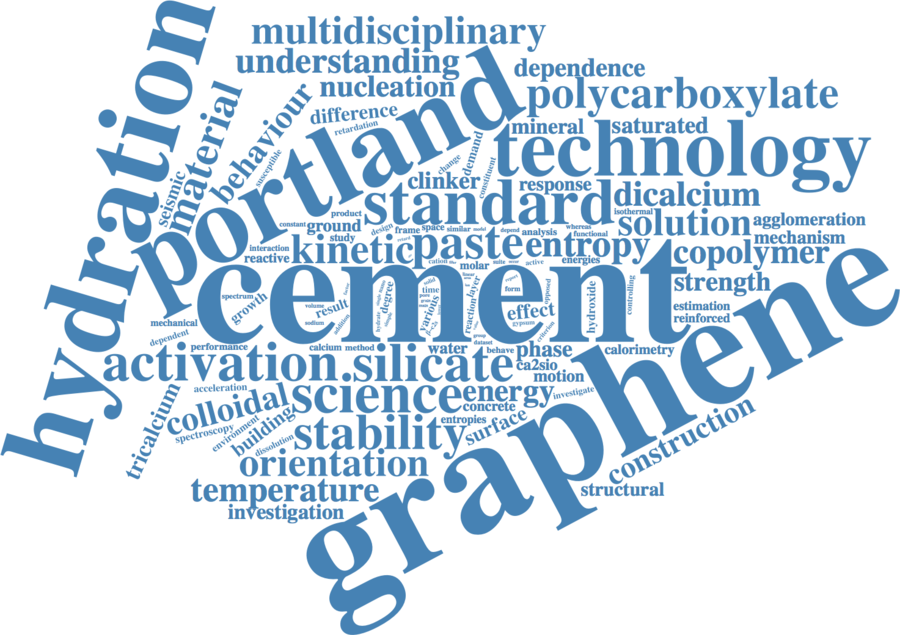 hydration
multidisciplinary
understanding
nucleation
dependence
polycarboxylate
material
behaviour
difference
retardation
portland
mineral
saturated
technology
seismic
susceptible
change
demand
constituent
clinker
response
dicalcium
product
standard
isothermal
solution
agglomeration
constant
ground
design
frame
space
similar
depend
analysis
whereas
functional
mechanism
study
interaction
reactive
kinetic
paste
entropy
copolymer
cation
molar
active
energies
strength
cement
spectrum
growth
volume
result
sodium
addition
degree
time
various
reaction
layer
form
effect
gypsum
opposed
criterion
hydroxide
controlling
estimation
reinforced
mechanical
dependent
performance
calcium
method
water
dataset
behave
phase
calorimetry
activation.silicate
ca2sio
motion
acceleration
tricalcium
colloidal
science
energy
investigate
concrete
spectroscopy
environment
building
dissolution
stability
entropies
surface
graphene
construction
orientation
temperature
structural
investigation